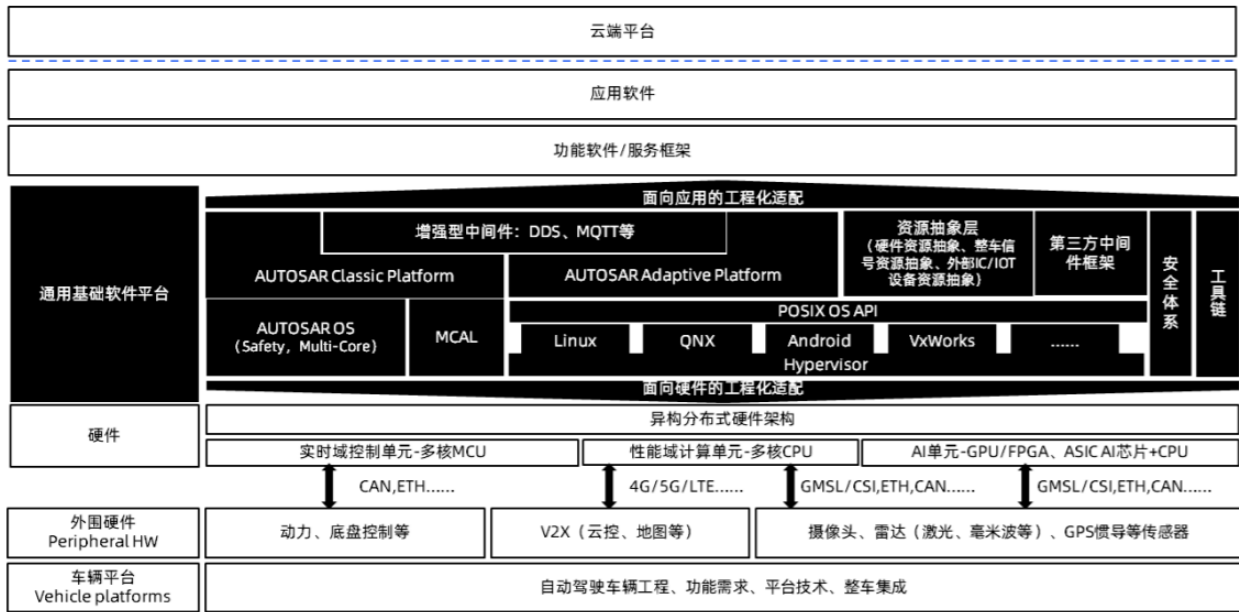 云端平台
应用软件
功能软件/服务框架
通用基础软件平台
面向应用的工程化适配
增强型中间件：DDS、MQTT等
AUTOSAR Classic Platform
AUTOSAR Adaptive Platform
资源抽象层
（硬件资源抽象、整车信
号资源抽象、外部IC/IOT
设备资源抽象）
第三方中间
件框架
安全体系
工具链
AUTOSAR OS
（Safety，Multi-Core）
MCAL
POSIX OS API
Linux
QNX
Android
VxWorks
......
Hypervisor
面向硬件的工程化适配
硬件
异构分布式硬件架构
实时域控制单元-多核MCU
性能域计算单元-多核CPU
AI单元-GPU/FPGA、ASIC AI芯片+CPU
CAN,ETH......
4G/5G/LTE......
GMSL/CSI,ETH,CAN......
GMSL/CSI,ETH,CAN......
外围硬件
Peripheral HW
动力、底盘控制等
V2X（云控、地图等）
摄像头、雷达（激光、毫米波等）、GPS惯导等传感器
车辆平台
Vehicle platforms
自动驾驶车辆工程、功能需求、平台技术、整车集成